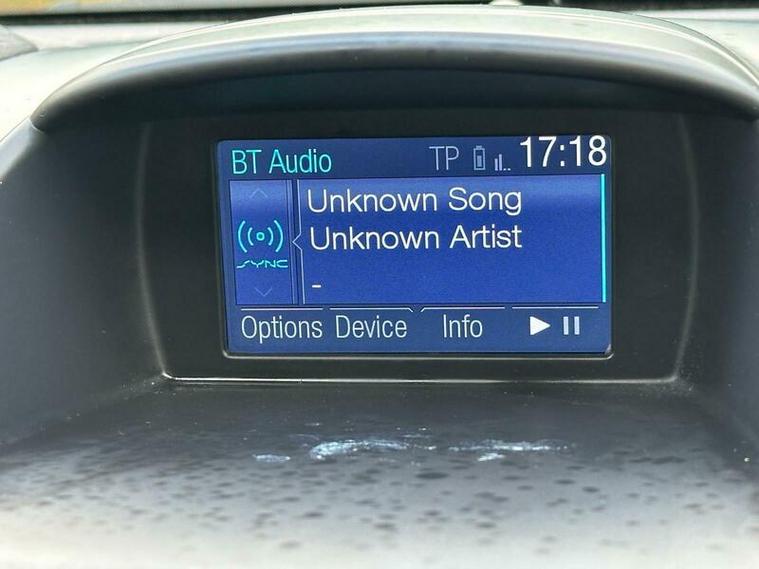 BT Audio TP 17:18
Unknown Song
SYNC Unknown Artist
-
Options Device Info